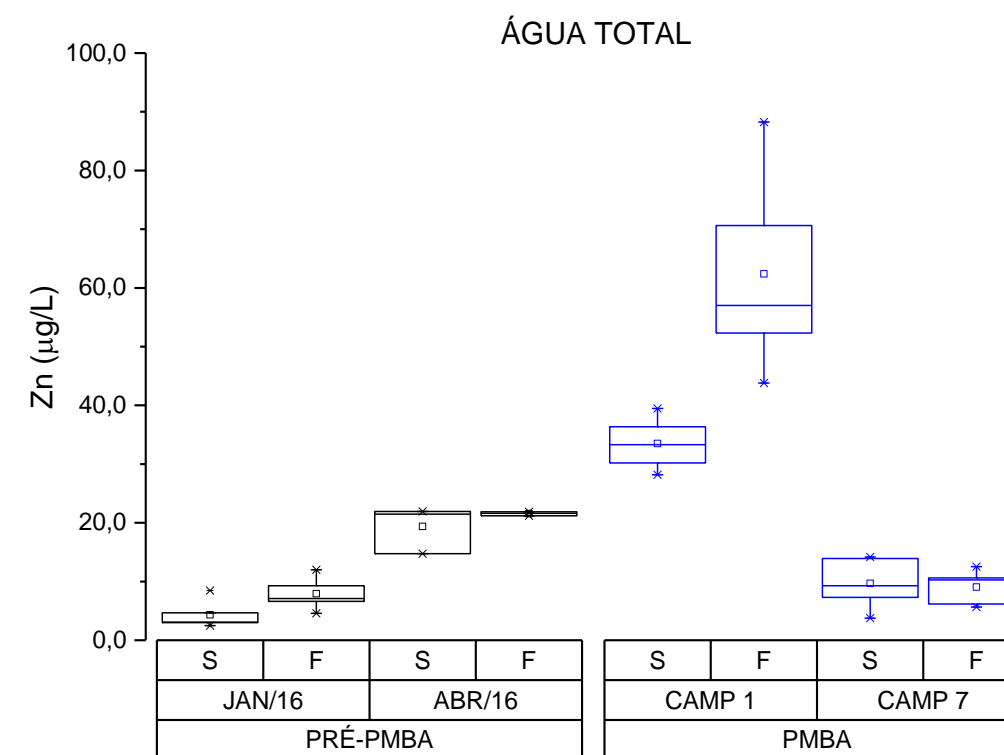 ÁGUA TOTAL
100,0
80,0
60,0
40,0
20,0
0,0
Zn (μg/L)
S F S F S F S F
JAN/16 ABR/16 CAMP 1 CAMP 7
PRÉ-PMBA PMBA